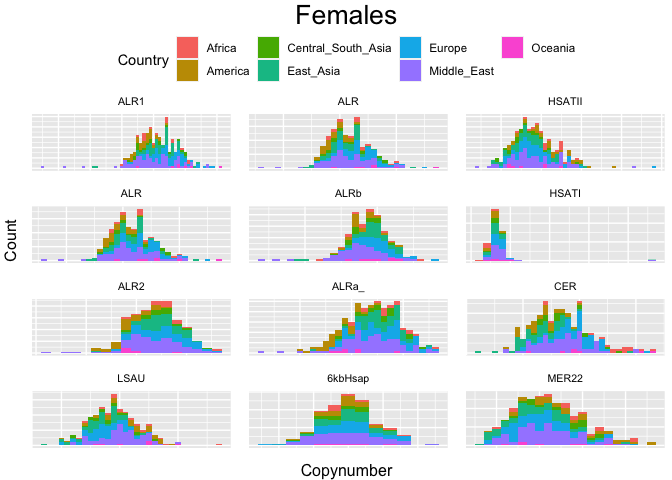 Females
Country
Africa Central_South_Asia Europe Oceania
America East_Asia Middle_East
ALR1 ALR HSATII
ALR ALRb HSATI
ALR2 ALRa_ CER
LSAU 6kbHsap MER22
Count
Copynumber